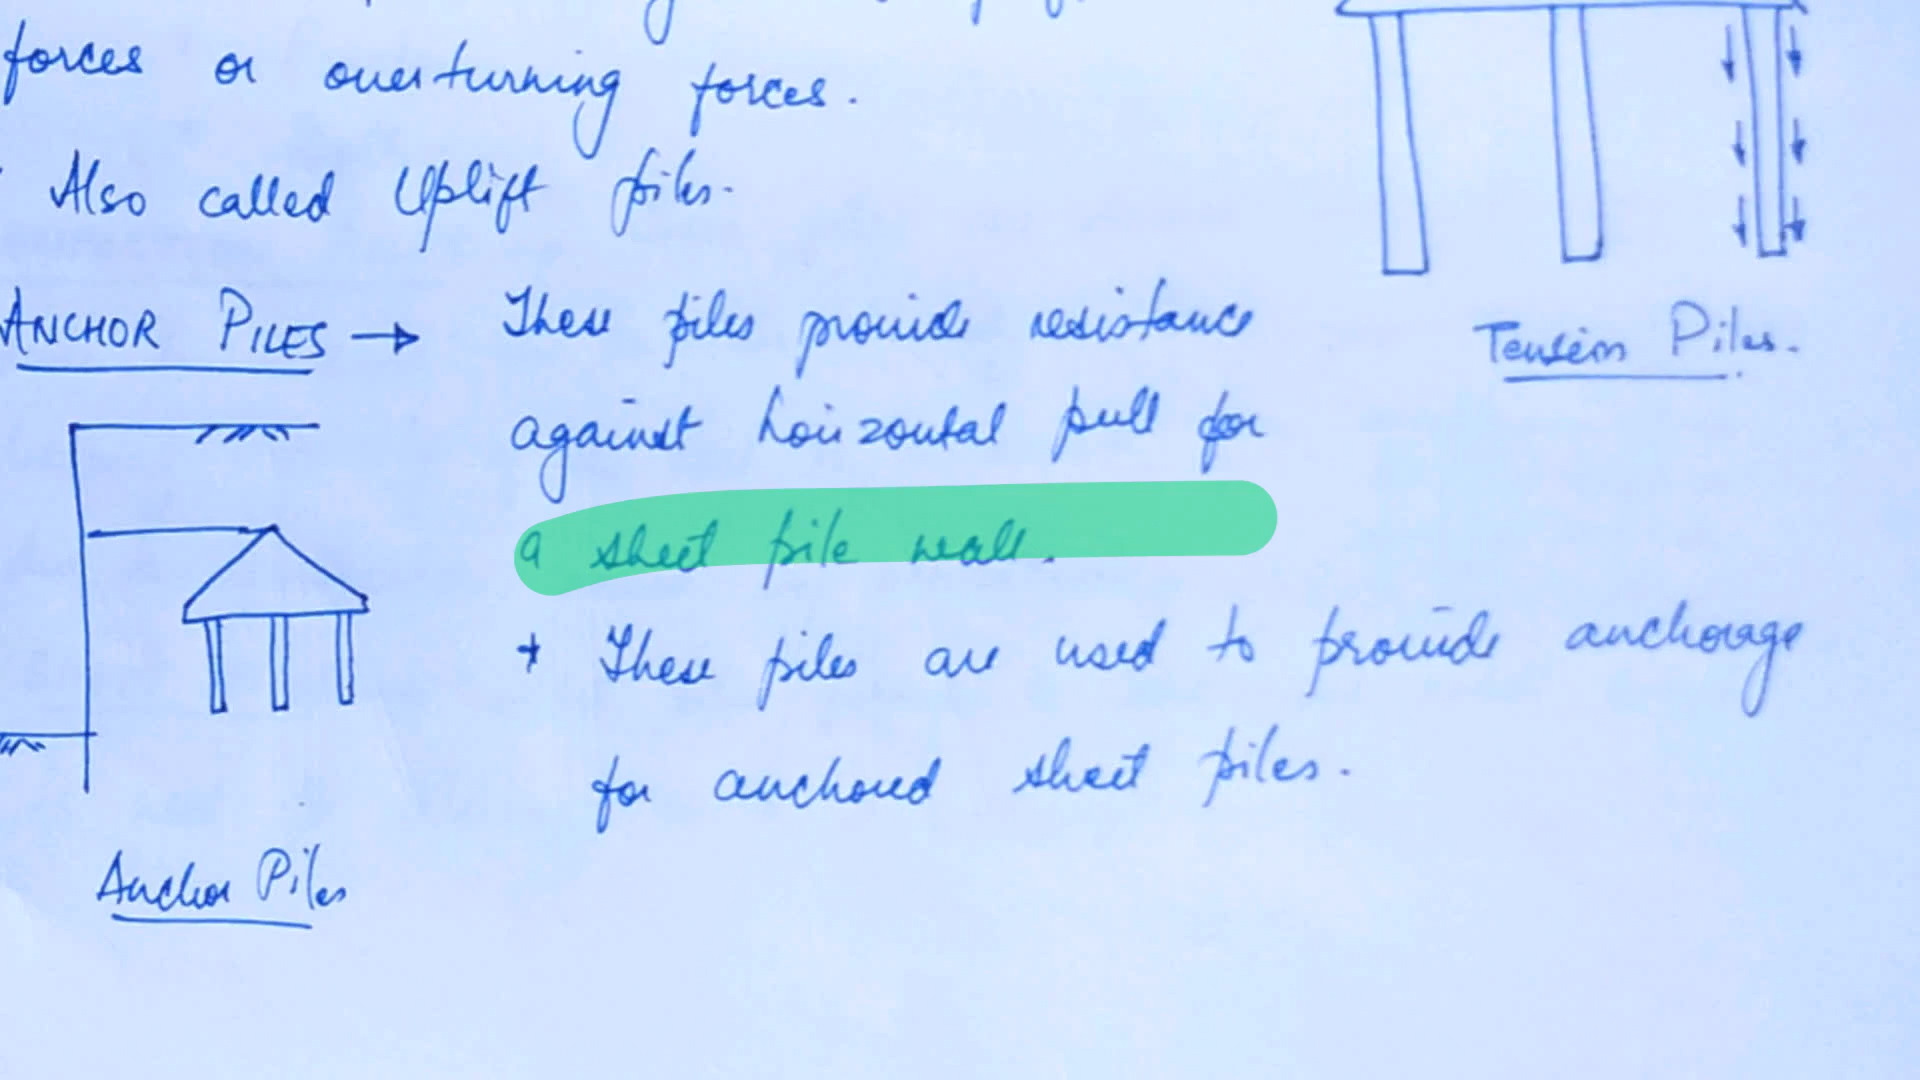 forces or overturning forces.
Also called Uplift piles.
ANCHOR PILES → These piles provide resistance
against horizontal pull for
a sheet pile wall.
+ These piles are used to provide anchorage
for anchored sheet piles.
Tension Piles.
Anchor Piles